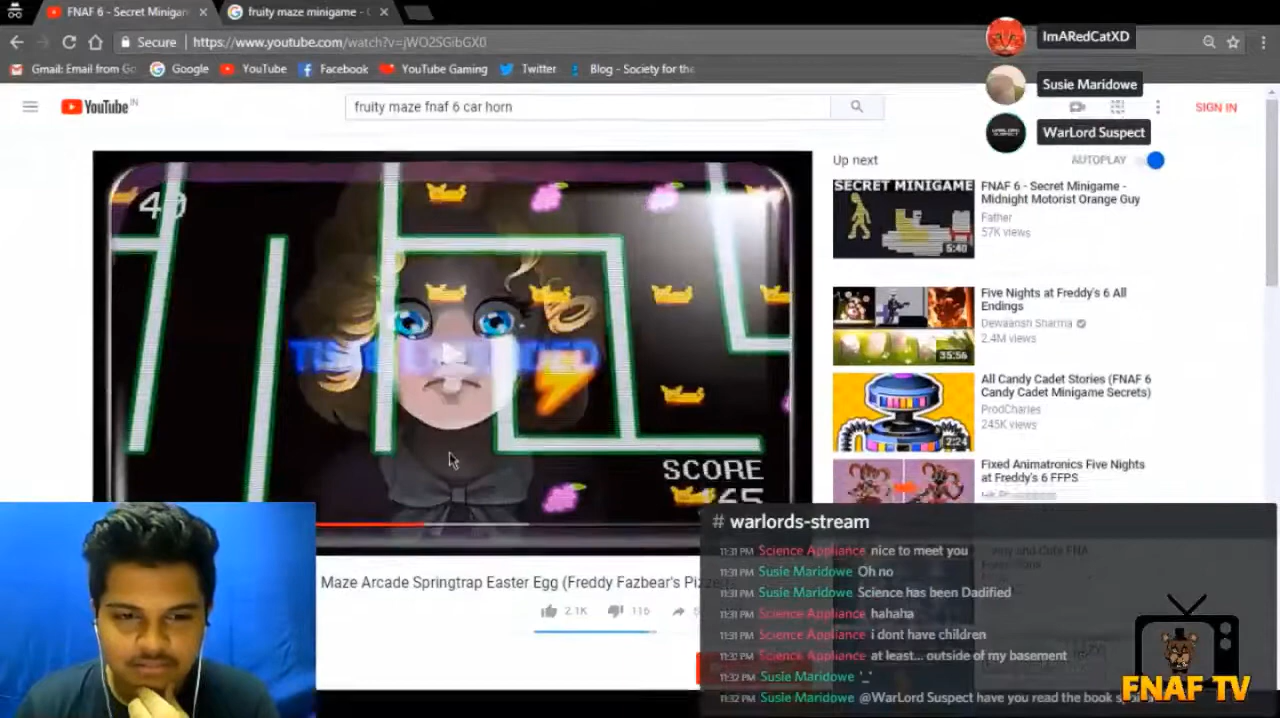 FNAF 6 - Secret Minigam
fruity maze minigame -
Secure
https://www.youtube.com/watch?v=jWO2SGibGX0
Gmail: Email from Go
Google
YouTube
Facebook
YouTube Gaming
Twitter
Blog - Society for the
ImARedCatXD
Susie Maridowe
WarLord Suspect
YouTube IN
fruity maze fnaf 6 car horn
SIGN IN
Up next
AUTOPLAY
40
SCORE
SECRET MINIGAME
5:40
FNAF 6 - Secret Minigame -
Midnight Motorist Orange Guy
Father
57K views
35:56
Five Nights at Freddy's 6 All
Endings
Dewaansh Sharma
2.4M views
2:24
All Candy Cadet Stories (FNAF 6
Candy Cadet Minigame Secrets)
ProdCharles
245K views
Fixed Animatronics Five Nights
at Freddy's 6 FFPS
Maze Arcade Springtrap Easter Egg (Freddy Fazbear's
2.1K
116
# warlords-stream
11:31 PM Science Appliance nice to meet you
11:31 PM Susie Maridowe Oh no
11:31 PM Susie Maridowe Science has been Dadified
11:31 PM Science Appliance hahaha
11:31 PM Science Appliance i dont have children
11:32 PM Science Appliance at least... outside of my basement
11:32 PM Susie Maridowe '_'
11:32 PM Susie Maridowe @WarLord Suspect have you read the book
FNAF TV